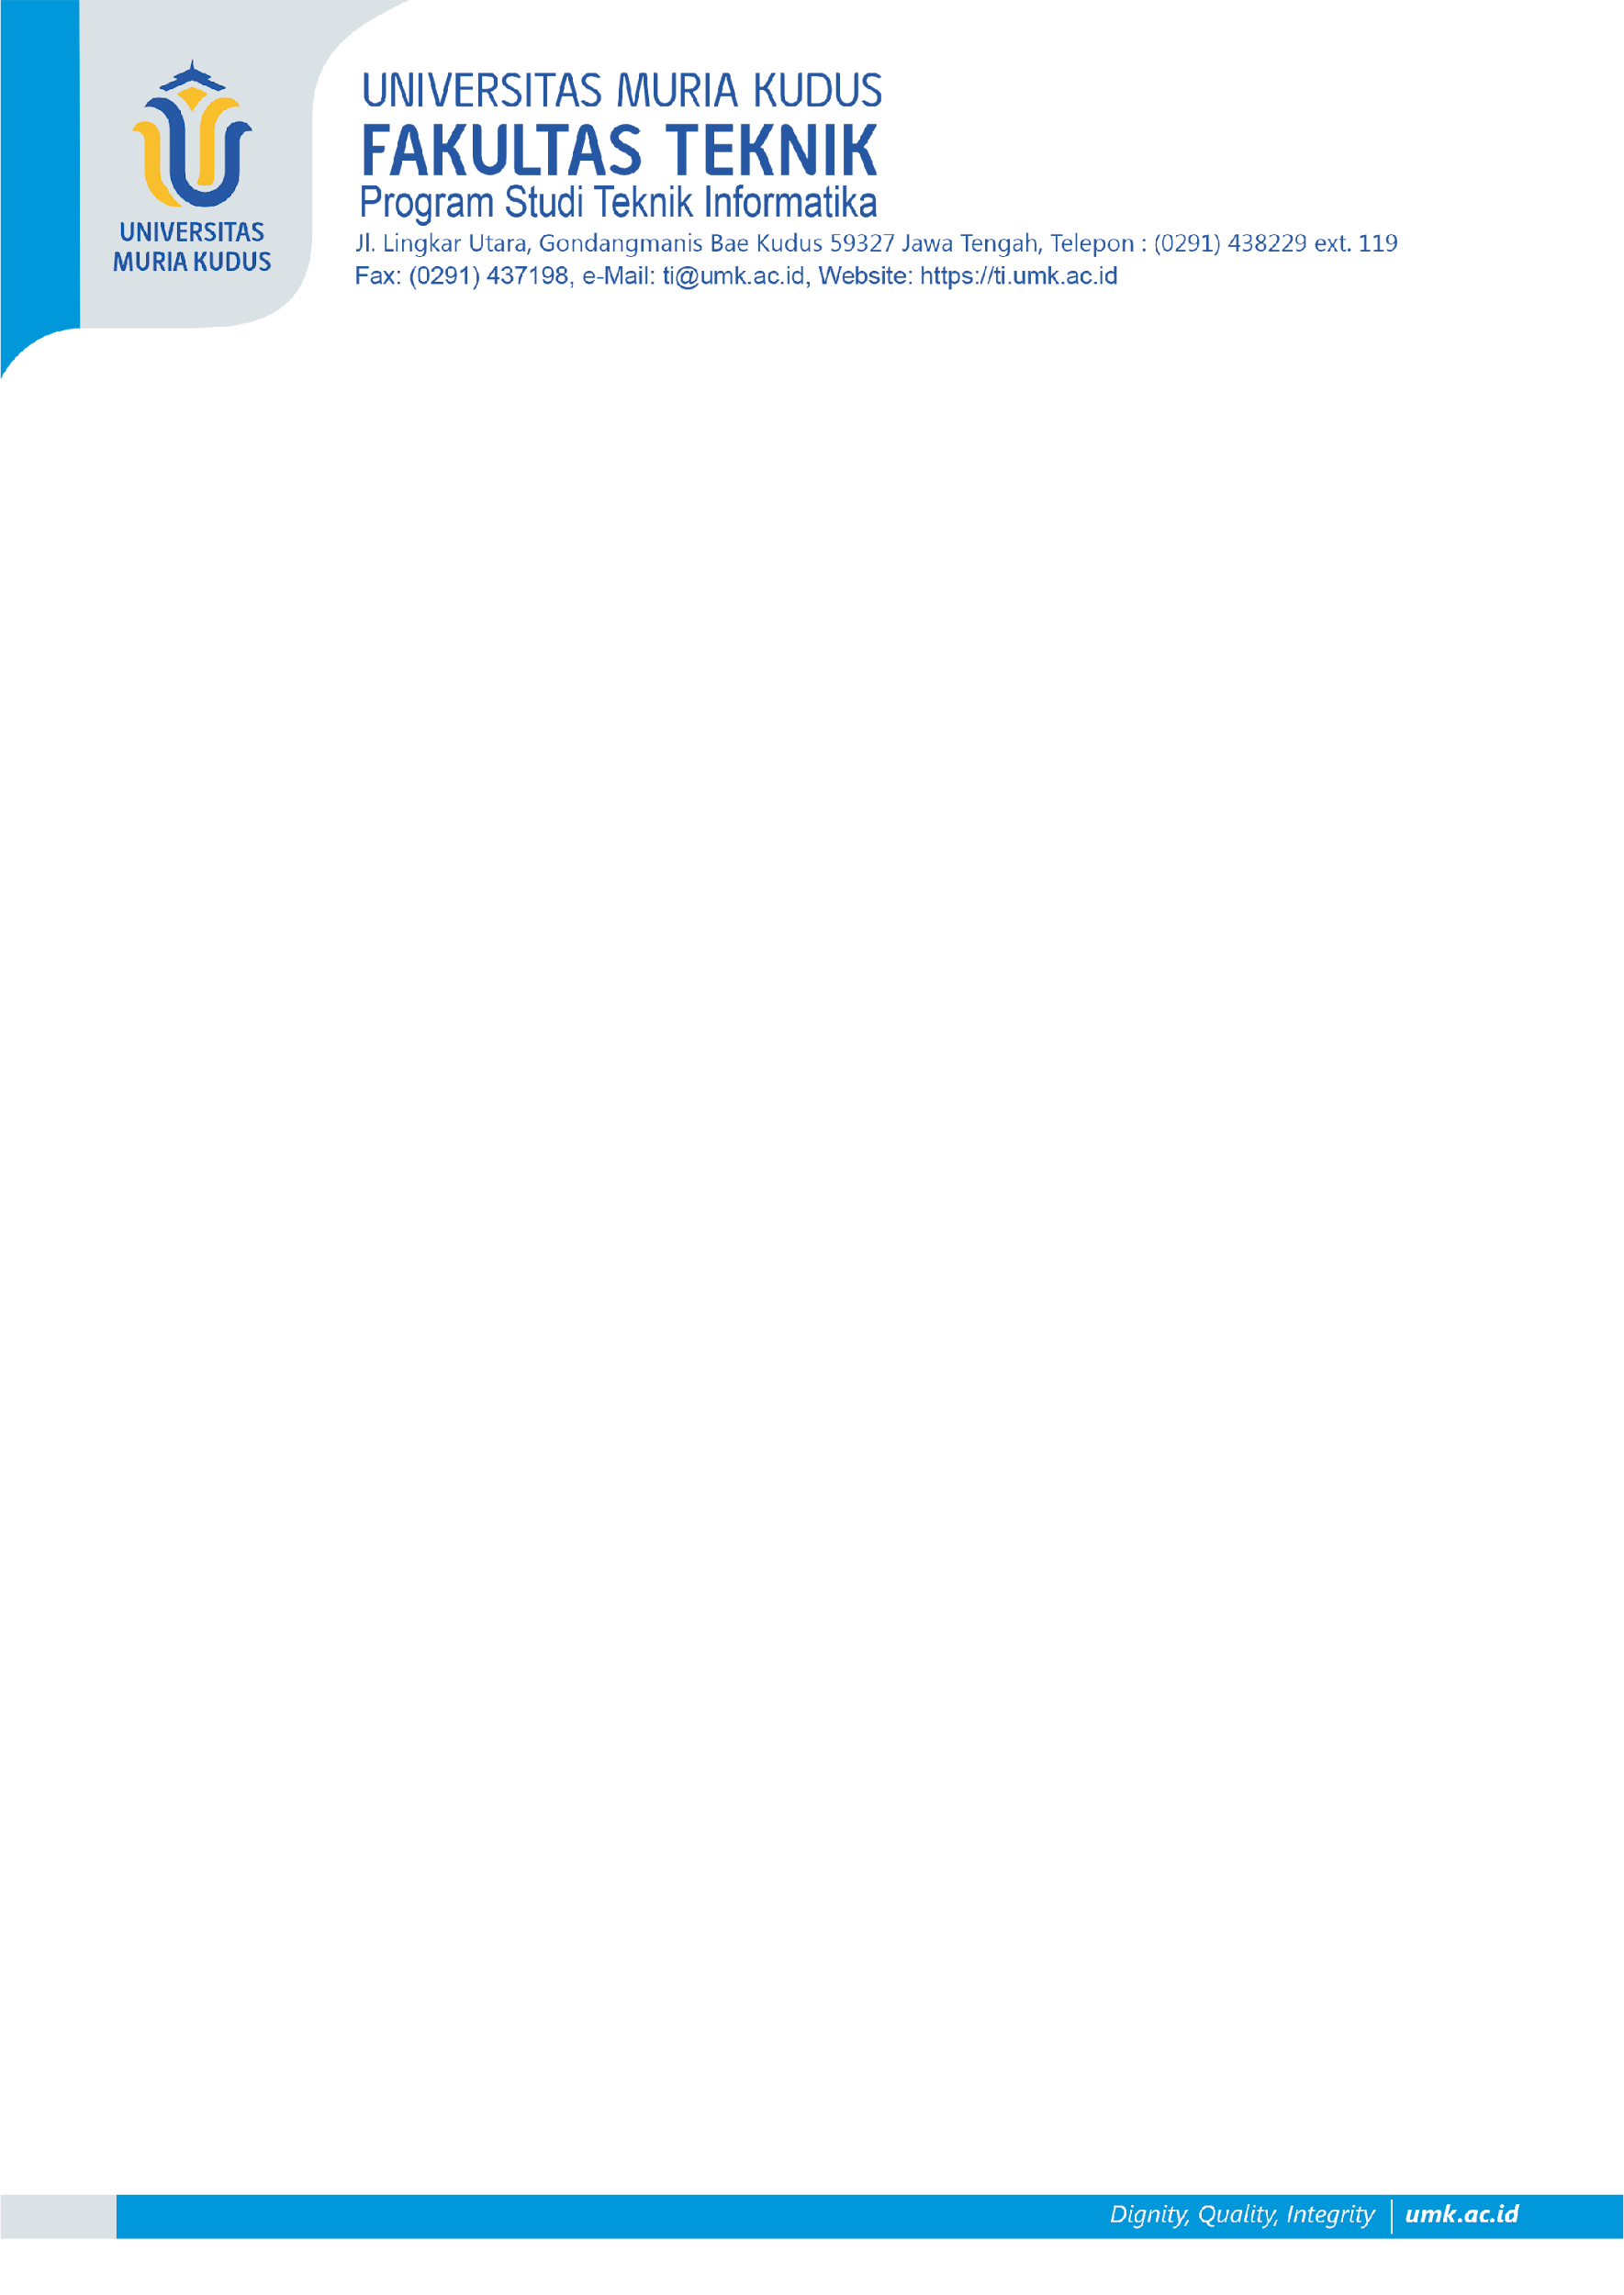 UNIVERSITAS MURIA KUDUS
FAKULTAS TEKNIK
Program Studi Teknik Informatika
Jl. Lingkar Utara, Gondangmanis Bae Kudus 59327 Jawa Tengah, Telepon : (0291) 438229 ext. 119
Fax: (0291) 437198, e-Mail: ti@umk.ac.id, Website: https://ti.umk.ac.id
UNIVERSITAS
MURIA KUDUS
Dignity, Quality, Integrity | umk.ac.id